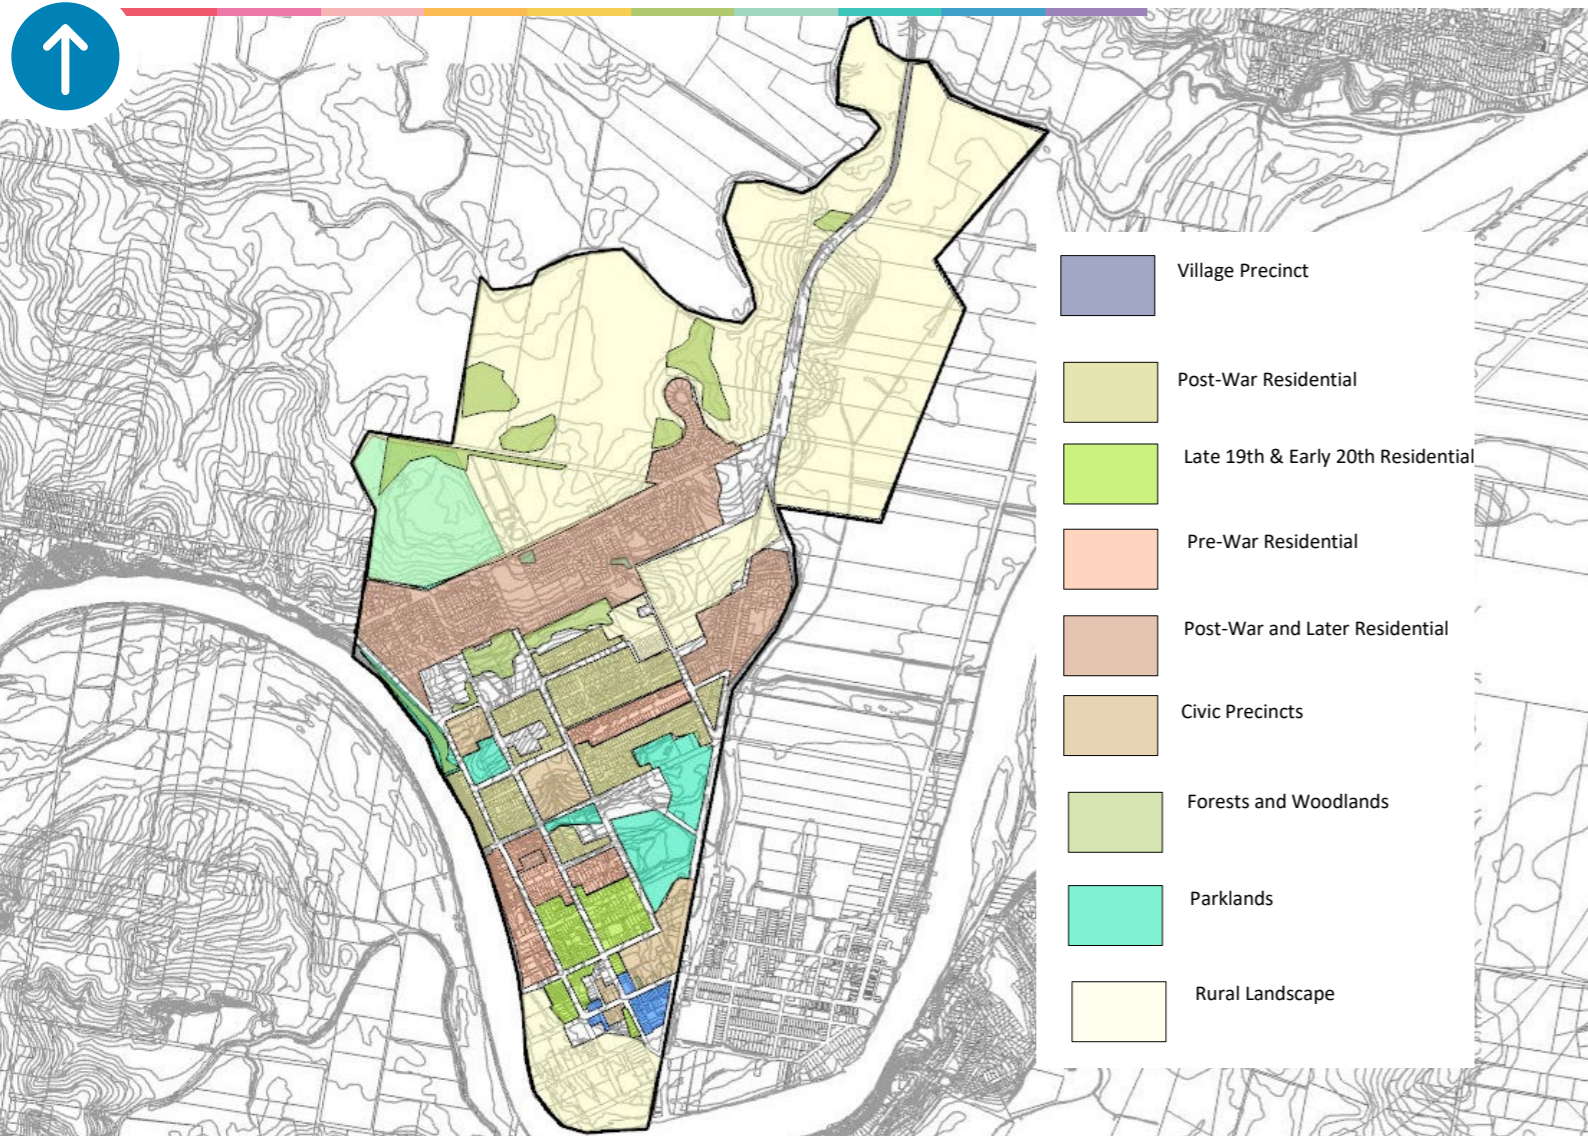 Village Precinct
Post-War Residential
Late 19th & Early 20th Residential
Pre-War Residential
Post-War and Later Residential
Civic Precincts
Forests and Woodlands
Parklands
Rural Landscape